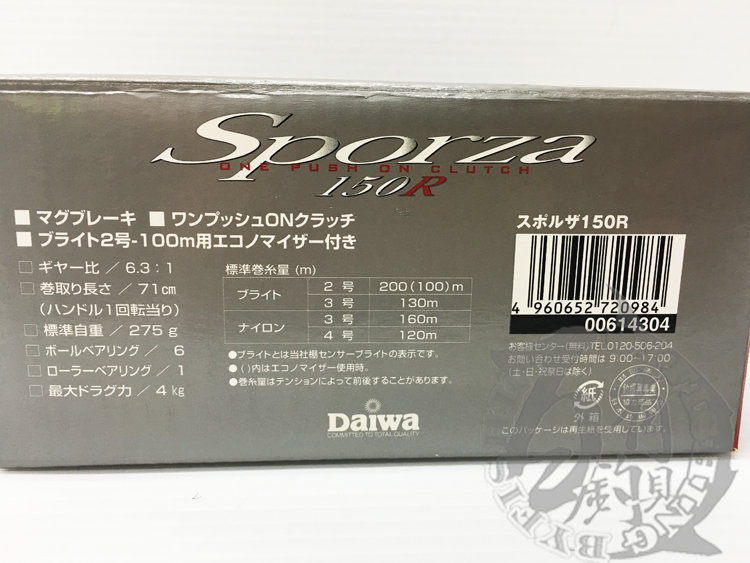 Sporza
ONE PUSH ON CLUTCH
150R
■ マグブレーキ ■ ワンプッシュONクラッチ
■ ブライト2号-100m用エコノマイザー付き
□ ギヤー比 / 6.3:1
□ 巻取り長さ / 71cm
(ハンドル1回転当り)
□ 標準自重 / 275g
□ ボールベアリング / 6
□ ローラーベアリング / 1
□ 最大ドラグ力 / 4kg
標準巻糸量 (m)
ブライト 2号 200(100)m
3号 130m
ナイロン 3号 160m
4号 120m
●ブライトとは当社棚センサーブライトの表示です。
●( )内はエコノマイザー使用時。
●巻糸量はテンションによって前後することがあります。
DAIWA
COMMITTED TO TOTAL QUALITY
スポルザ150R
4 960652 720984
00614304
お客様センター(無料)TEL0120-506-204
お問い合わせ受付時間は 9:00~17:00
(土・日・祝祭日は除く)
紙
外箱
このパッケージは再生紙を使用しています。